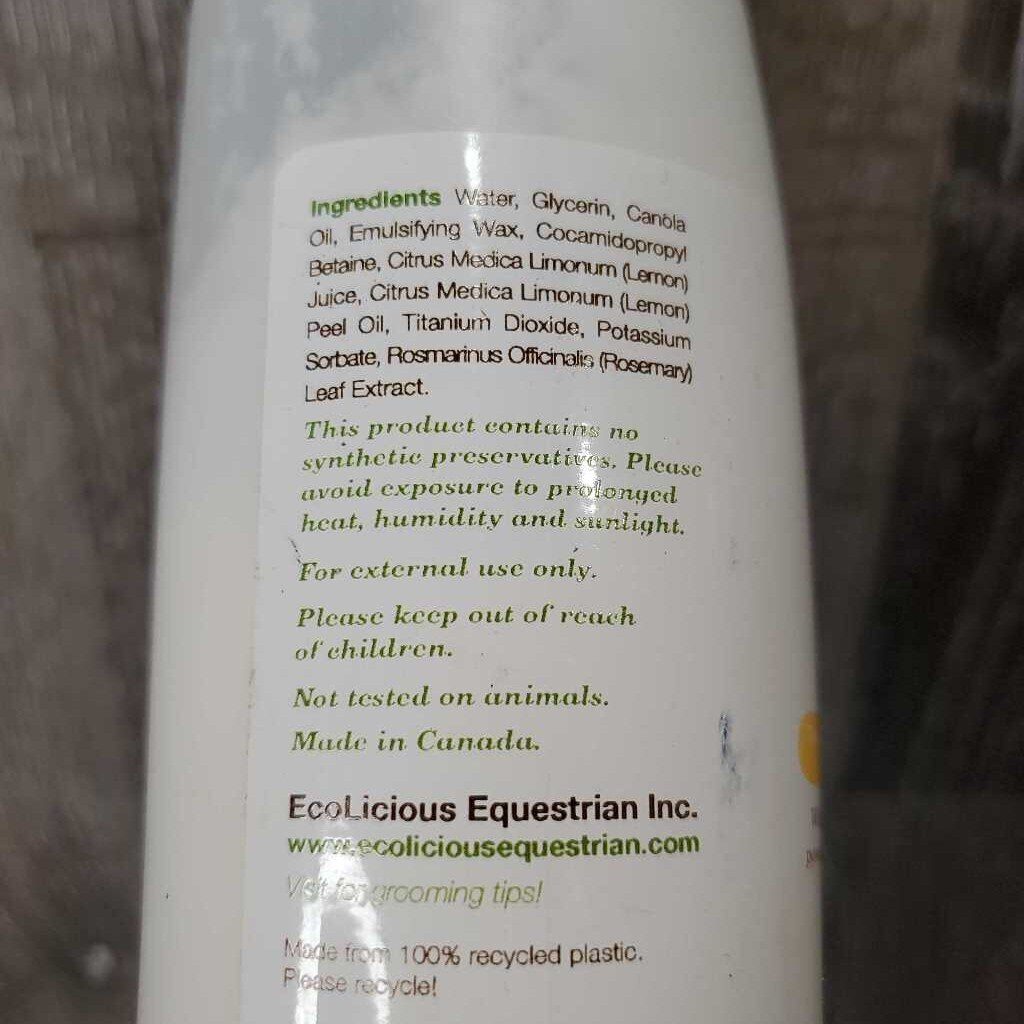 Ingredients Water, Glycerin, Canola
Oil, Emulsifying Wax, Cocamidopropyl
Betaine, Citrus Medica Limonum (Lemon)
Juice, Citrus Medica Limonum (Lemon)
Peel Oil, Titanium Dioxide, Potassium
Sorbate, Rosmarinus Officinalis (Rosemary)
Leaf Extract.
This product contains no
synthetic preservatives. Please
avoid exposure to prolonged
heat, humidity and sunlight.
For external use only.
Please keep out of reach
of children.
Not tested on animals.
Made in Canada.
EcoLicious Equestrian Inc.
www.ecoliciousequestrian.com
Visit for grooming tips!
Made from 100% recycled plastic.
Please recycle!